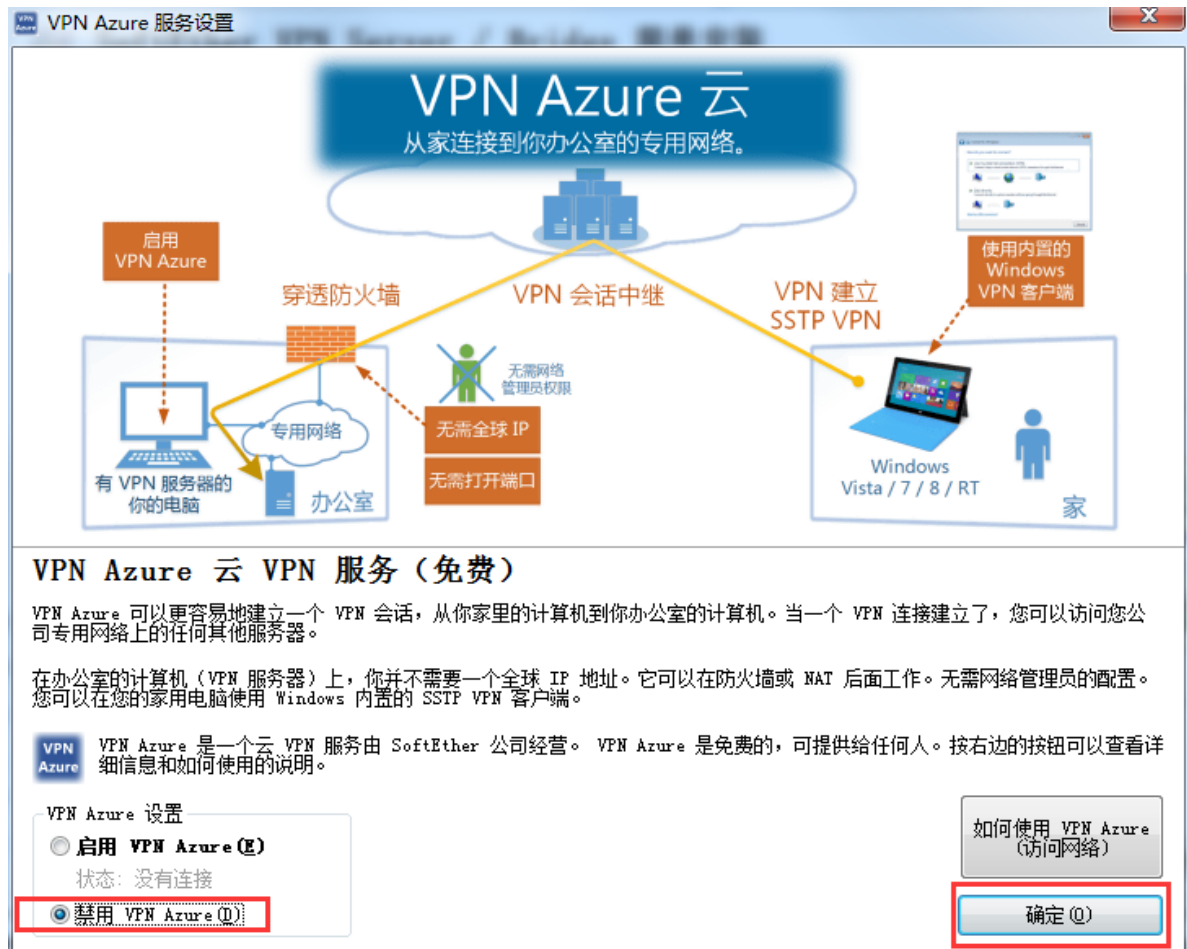 VPN Azure 服务设置
VPN Azure 云
从家连接到你办公室的专用网络。
启用
VPN Azure
穿透防火墙
VPN 会话中继
VPN 建立
SSTP VPN
使用内置的
Windows
VPN 客户端
无需网络
管理员权限
无需全球 IP
无需打开端口
专用网络
有 VPN 服务器的
你的电脑
办公室
Windows
Vista / 7 / 8 / RT
家
VPN Azure 云 VPN 服务（免费）
VPN Azure 可以更容易地建立一个 VPN 会话，从你家里的计算机到你办公室的计算机。当一个 VPN 连接建立了，您可以访问您公
司专用网络上的任何其他服务器。
在办公室的计算机（VPN 服务器）上，你并不需要一个全球 IP 地址。它可以在防火墙或 NAT 后面工作。无需网络管理员的配置。
您可以在您的家用电脑使用 Windows 内置的 SSTP VPN 客户端。
VPN
Azure
VPN Azure 是一个云 VPN 服务由 SoftEther 公司经营。 VPN Azure 是免费的，可提供给任何人。按右边的按钮可以查看详
细信息和如何使用的说明。
VPN Azure 设置
启用 VPN Azure(E)
状态: 没有连接
禁用 VPN Azure(D)
如何使用 VPN Azure
(访问网络)
确定(O)